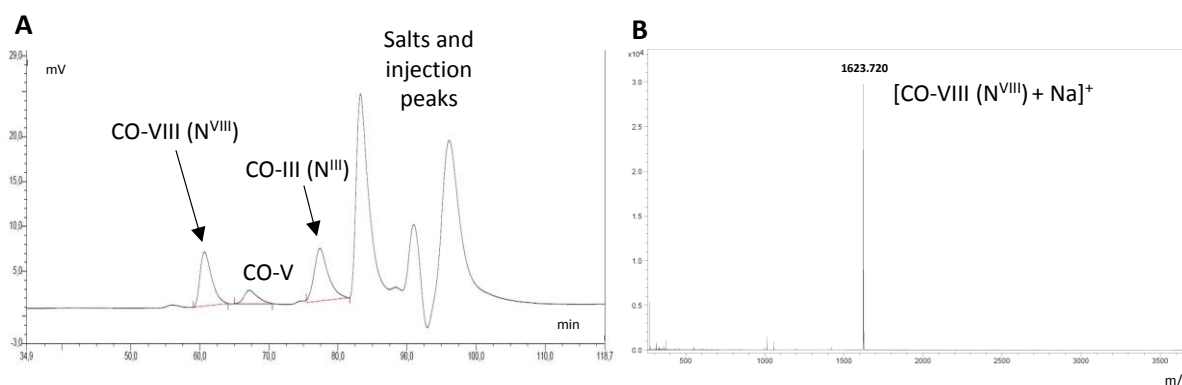 A
29,0
mV
20,0
15,0
10,0
5,0
-3,0
34,9
50,0
60,0
70,0
80,0
90,0
100,0
110,0
118,7
min
CO-VIII (N^VIII)
CO-V
CO-III (N^III)
Salts and
injection
peaks
B
x10⁴
3.0
2.5
2.0
1.5
1.0
0.5
0.0
1623.720
[CO-VIII (N^VIII) + Na]⁺
500
1000
1500
2000
2500
3000
3500
m/